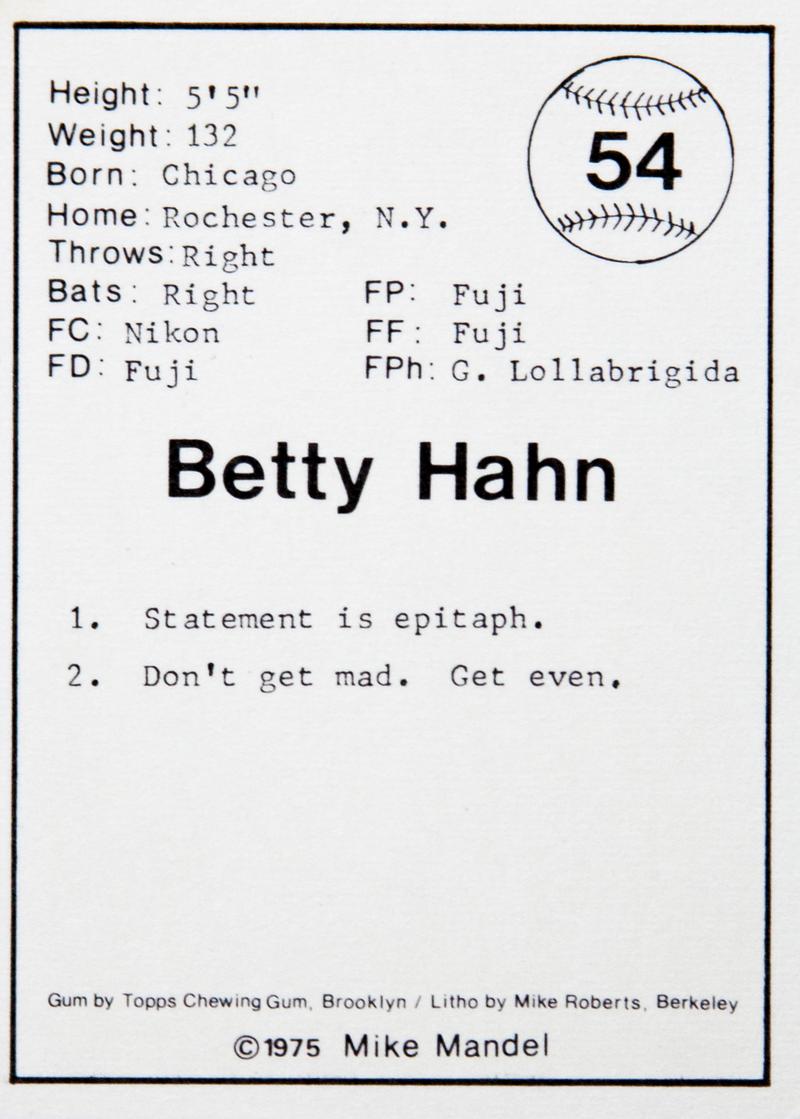 Height: 5'5"
54
Weight: 132
Born: Chicago
Home: Rochester, N.Y.
Throws: Right
Bats: Right FP: Fuji
FC: Nikon FF: Fuji
FD: Fuji FPh: G. Lollabrigida
Betty Hahn
1. Statement is epitaph.
2. Don't get mad. Get even.
Gum by Topps Chewing Gum, Brooklyn / Litho by Mike Roberts, Berkeley
©1975 Mike Mandel